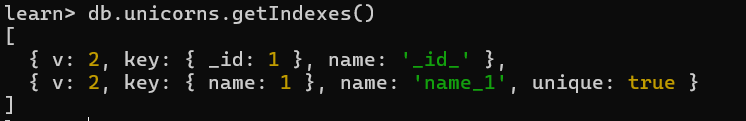 learn> db.unicorns.getIndexes()
[
  { v: 2, key: { _id: 1 }, name: '_id_' },
  { v: 2, key: { name: 1 }, name: 'name_1', unique: true }
]